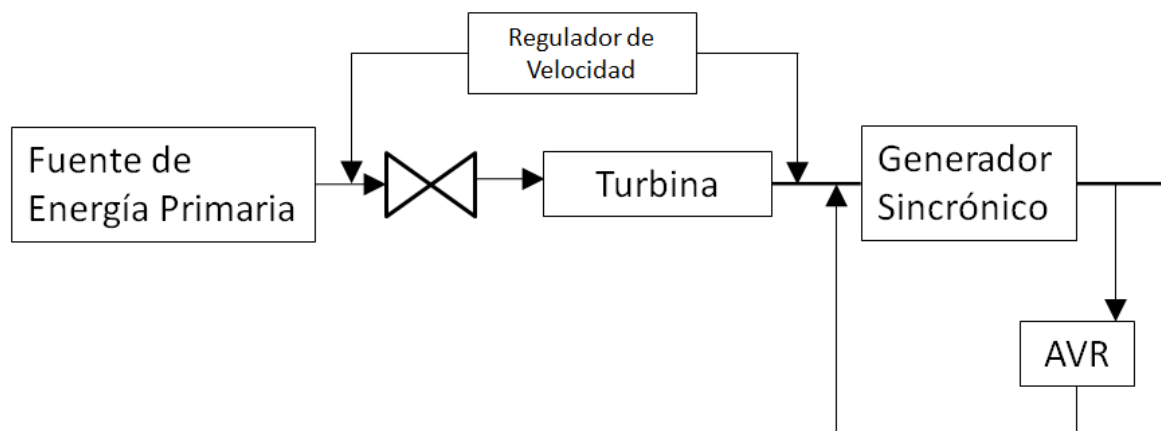 Regulador de
Velocidad
Fuente de
Energía Primaria
Turbina
Generador
Sincrónico
AVR